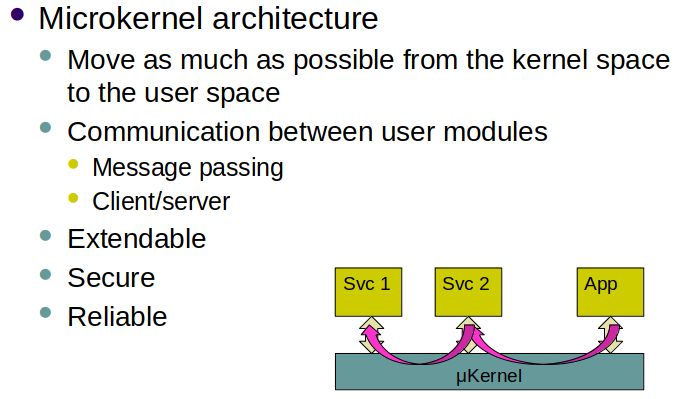 Microkernel architecture
Move as much as possible from the kernel space
to the user space
Communication between user modules
Message passing
Client/server
Extendable
Secure
Reliable
Svc 1 Svc 2 App
µKernel